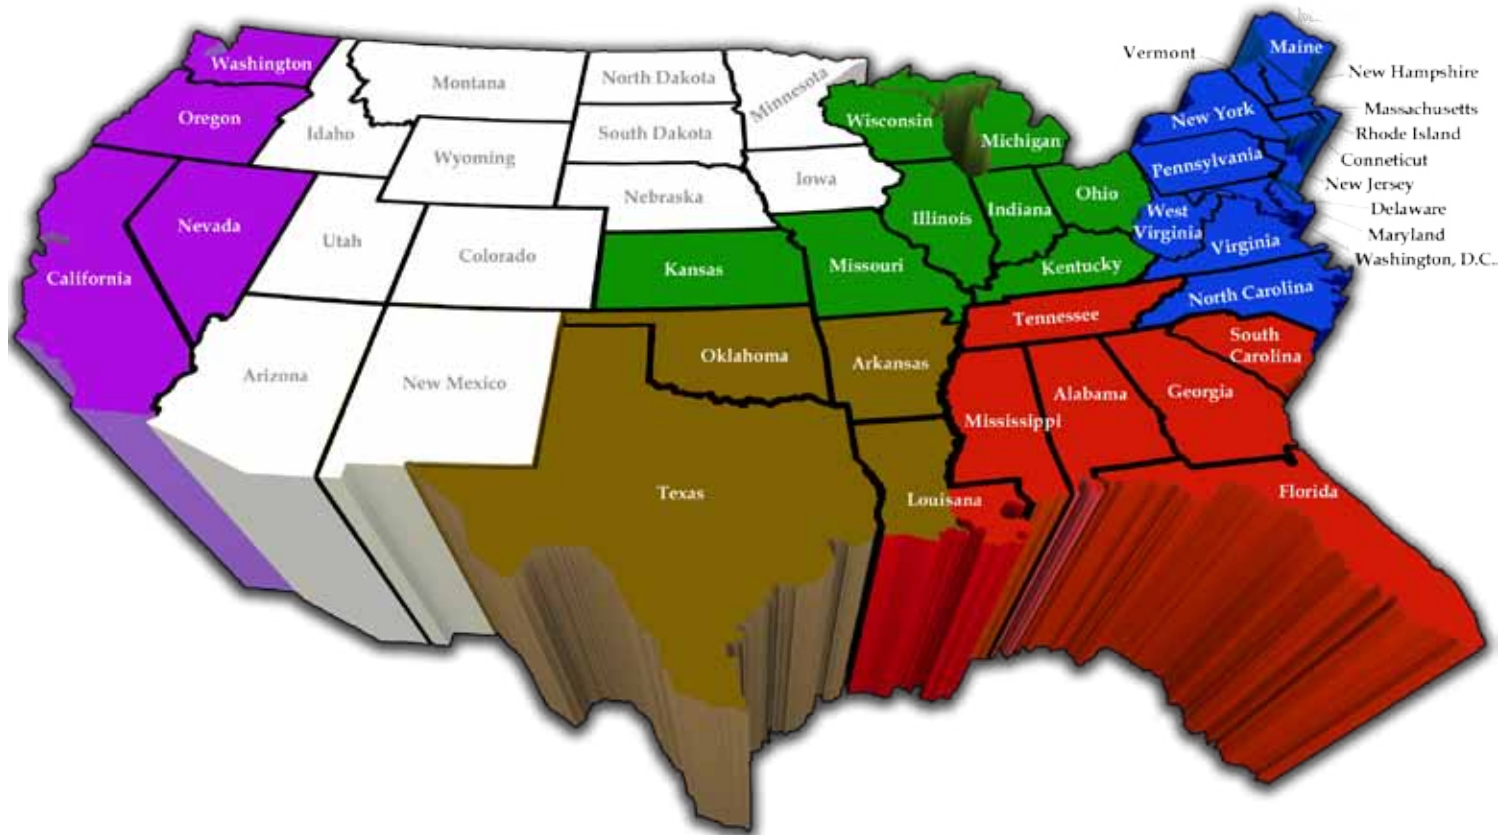 Maine
Vermont
Washington
New Hampshire
Montana
North Dakota
Minnesota
Massachusetts
Oregon
New York
Wisconsin
Idaho
South Dakota
Michigan
Rhode Island
Wyoming
Conneticut
Pennsylvania
Iowa
New Jersey
Nebraska
Ohio
Delaware
Nevada
Illinois
Indiana
West
Virginia
Maryland
Utah
Virginia
Colorado
Washington, D.C..
California
Kansas
Missouri
Kentucky
North Carolina
Tennessee
South
Carolina
Arizona
New Mexico
Oklahoma
Arkansas
Georgia
Alabama
Mississippi
Texas
Louisana
Florida